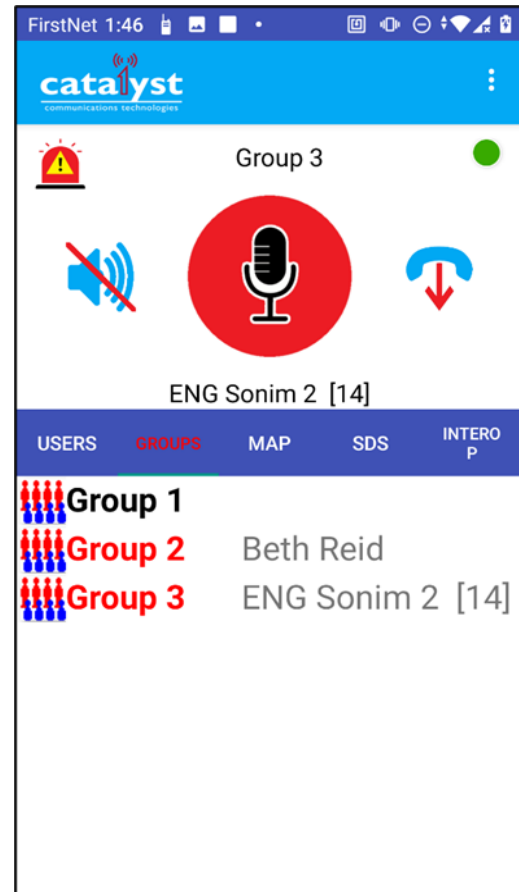 FirstNet 1:46
catalyst
communications technologies
Group 3
ENG Sonim 2 [14]
USERS GROUPS MAP SDS INTERO
P
Group 1
Group 2 Beth Reid
Group 3 ENG Sonim 2 [14]